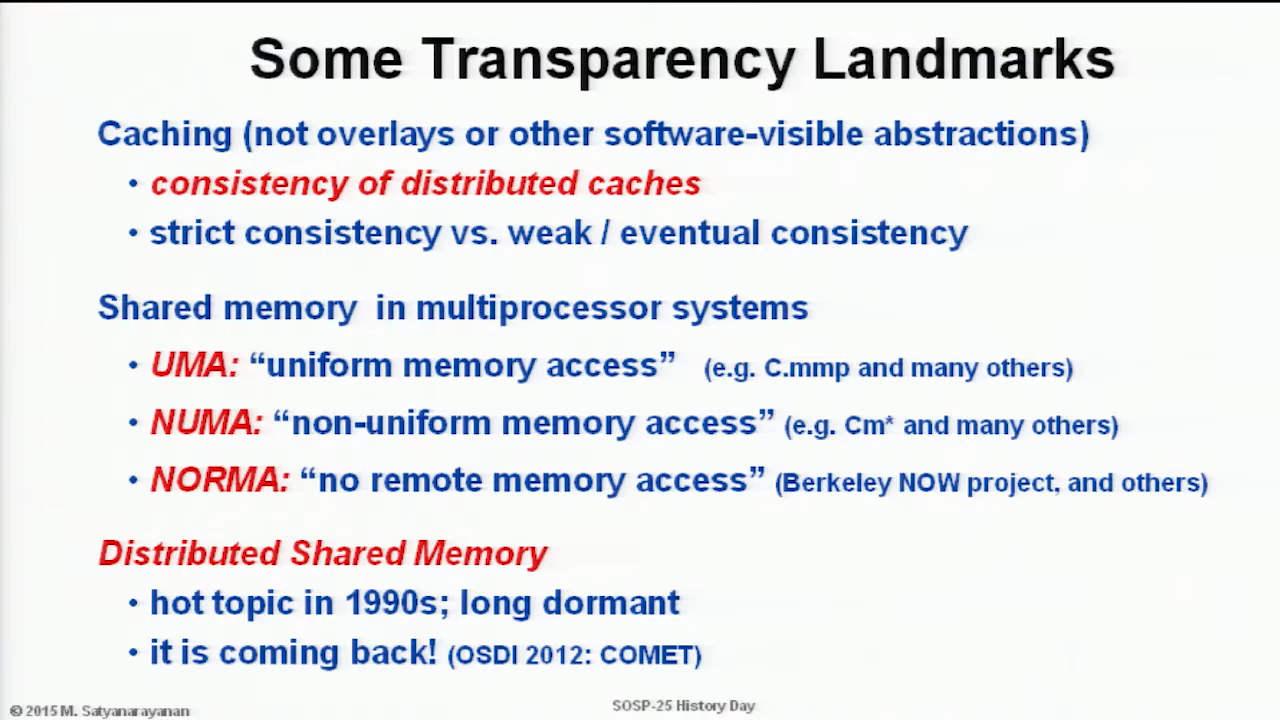 Some Transparency Landmarks
Caching (not overlays or other software-visible abstractions)
• consistency of distributed caches
• strict consistency vs. weak / eventual consistency
Shared memory in multiprocessor systems
• UMA: “uniform memory access” (e.g. C.mmp and many others)
• NUMA: “non-uniform memory access” (e.g. Cm* and many others)
• NORMA: “no remote memory access” (Berkeley NOW project, and others)
Distributed Shared Memory
• hot topic in 1990s; long dormant
• it is coming back! (OSDI 2012: COMET)
© 2015 M. Satyanarayanan
SOSP-25 History Day